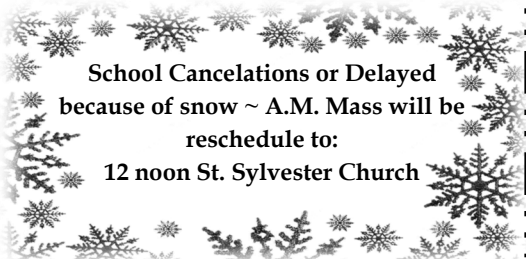 School Cancelations or Delayed
because of snow ~ A.M. Mass will be
reschedule to:
12 noon St. Sylvester Church